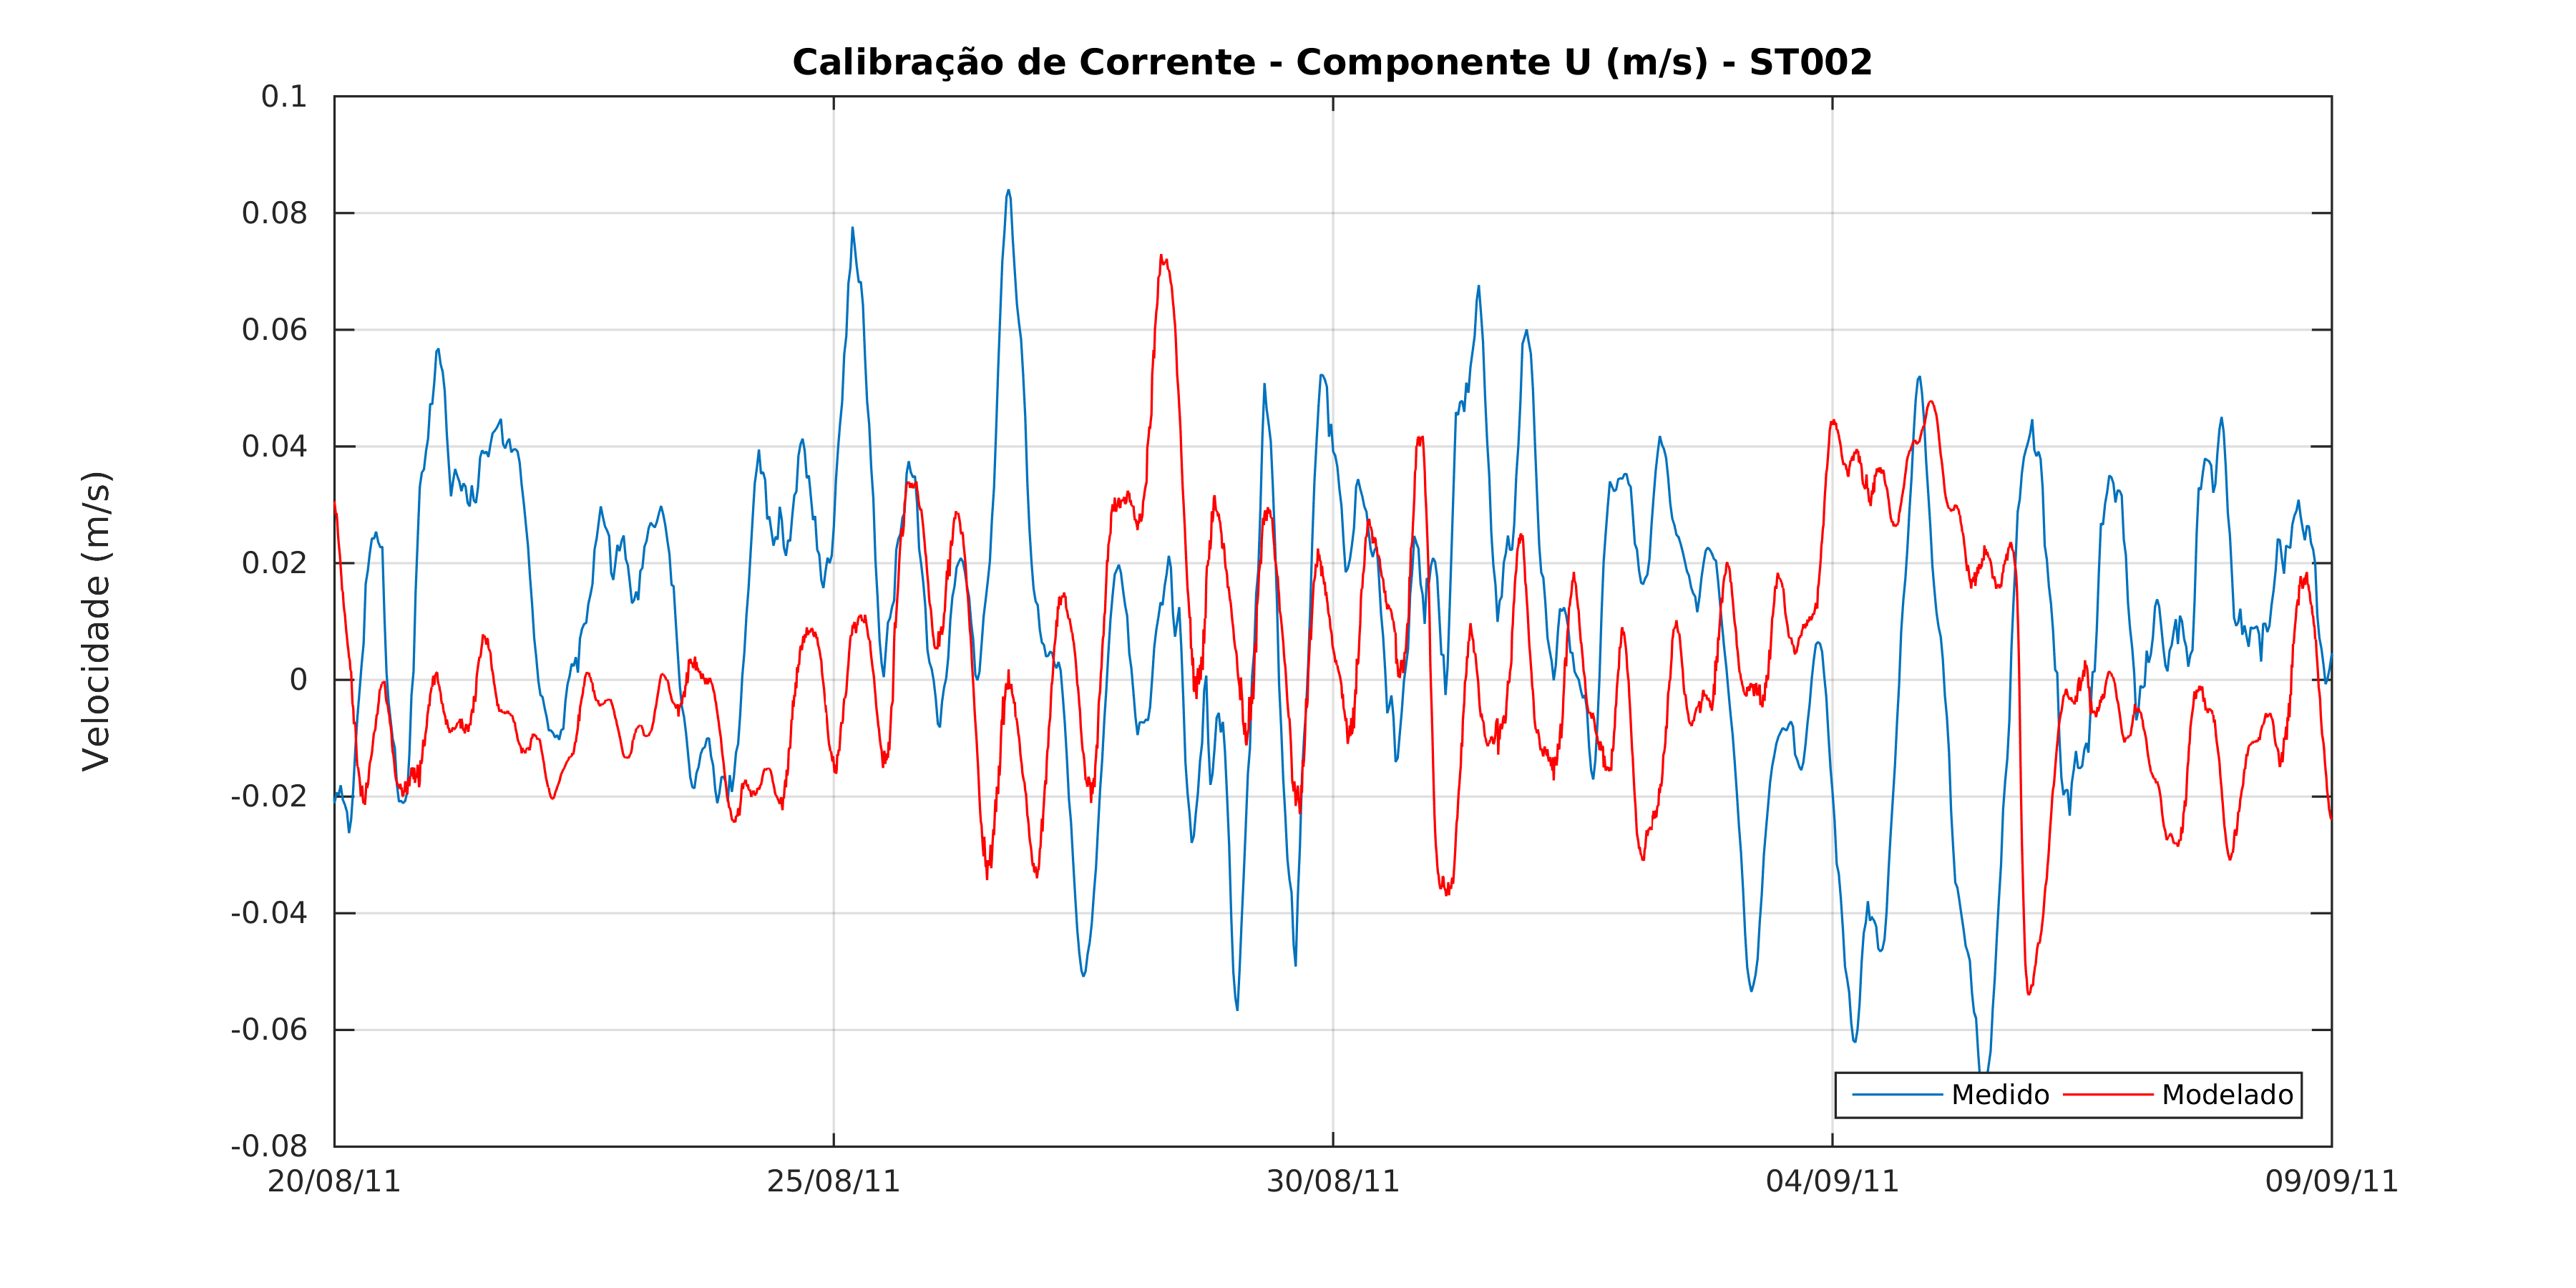 Calibração de Corrente - Componente U (m/s) - ST002
Velocidade (m/s)
0.1
0.08
0.06
0.04
0.02
0
-0.02
-0.04
-0.06
-0.08
20/08/11 25/08/11 30/08/11 04/09/11 09/09/11
Medido Modelado